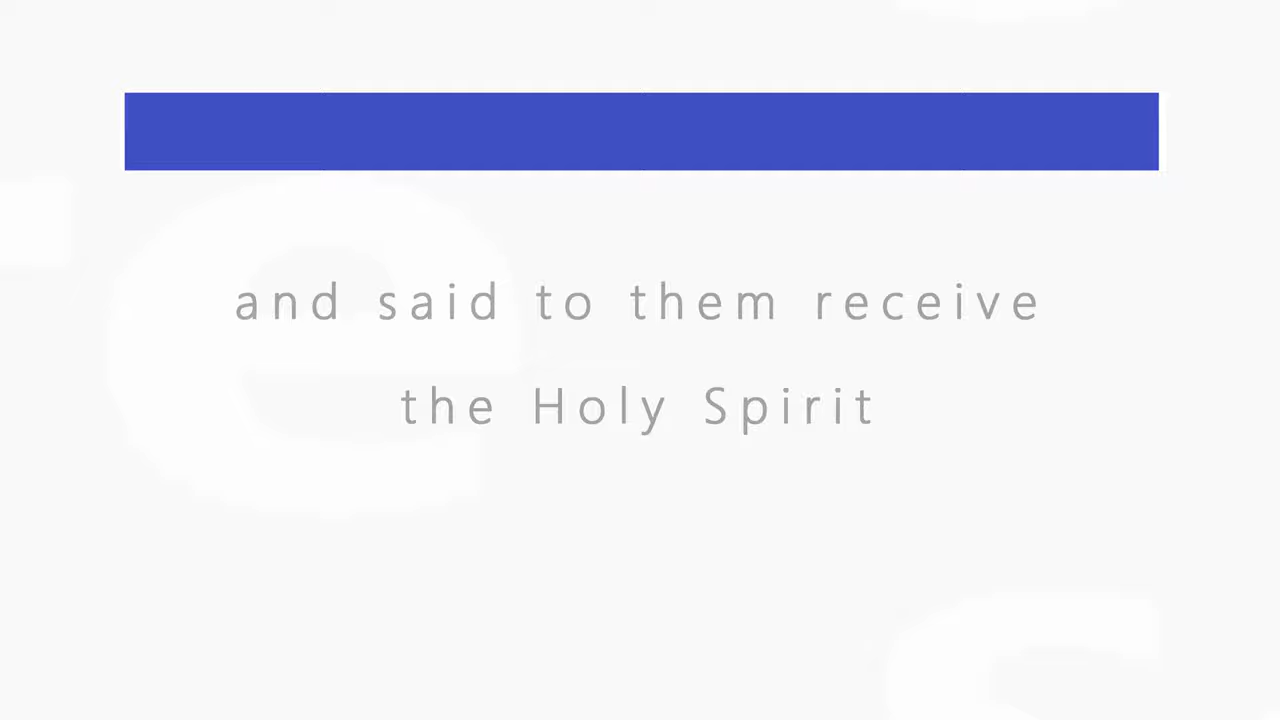 and said to them receive
the Holy Spirit